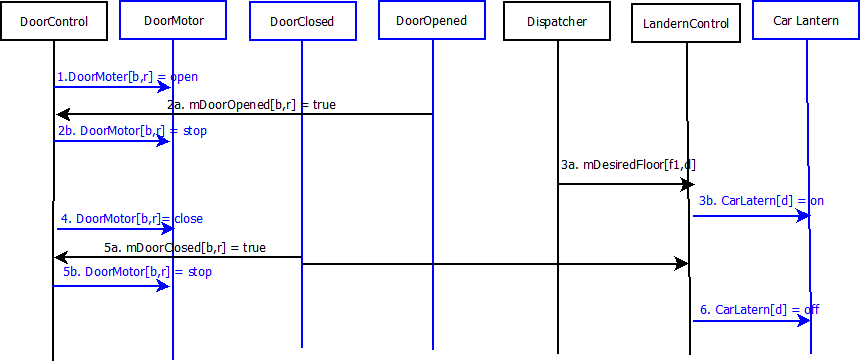 DoorControl
DoorMotor
DoorClosed
DoorOpened
Dispatcher
LandernControl
Car Lantern
1.DoorMoter[b,r] = open
2a. mDoorOpened[b,r] = true
2b. DoorMotor[b,r] = stop
3a. mDesiredFloor[f1,d]
3b. CarLatern[d] = on
4. DoorMotor[b,r]= close
5a. mDoorClosed[b,r] = true
5b. DoorMotor[b,r] = stop
6. CarLatern[d] = off